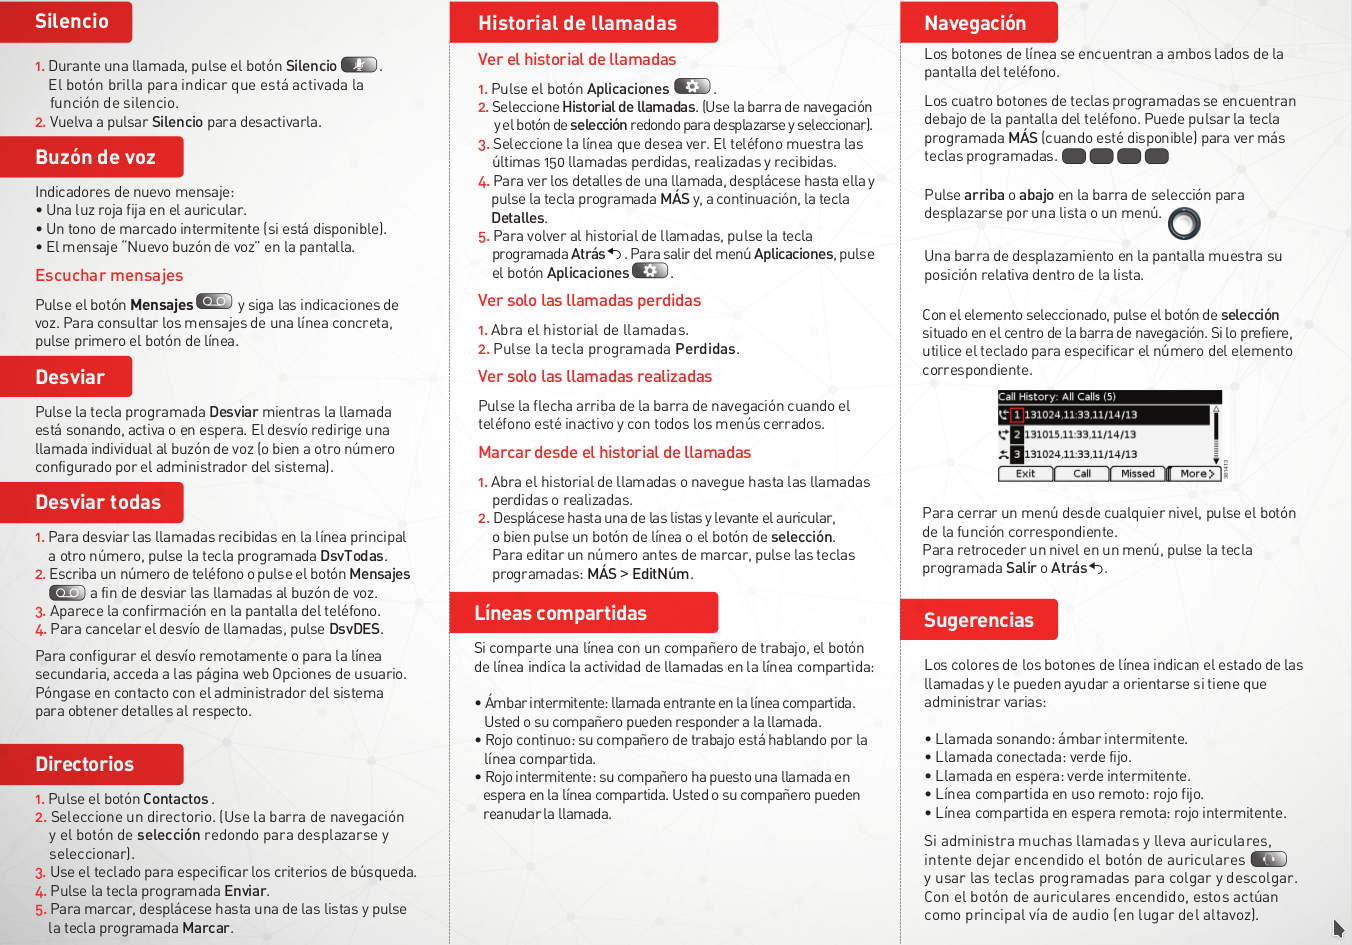 Silencio
1. Durante una llamada, pulse el botón Silencio .
El botón brilla para indicar que está activada la
función de silencio.
2. Vuelva a pulsar Silencio para desactivarla.
Buzón de voz
Indicadores de nuevo mensaje:
• Una luz roja fija en el auricular.
• Un tono de marcado intermitente (si está disponible).
• El mensaje “Nuevo buzón de voz” en la pantalla.
Escuchar mensajes
Pulse el botón Mensajes y siga las indicaciones de
voz. Para consultar los mensajes de una línea concreta,
pulse primero el botón de línea.
Desviar
Pulse la tecla programada Desviar mientras la llamada
está sonando, activa o en espera. El desvío redirige una
llamada individual al buzón de voz (o bien a otro número
configurado por el administrador del sistema).
Desviar todas
1. Para desviar las llamadas recibidas en la línea principal
a otro número, pulse la tecla programada DsvTodas.
2. Escriba un número de teléfono o pulse el botón Mensajes
a fin de desviar las llamadas al buzón de voz.
3. Aparece la confirmación en la pantalla del teléfono.
4. Para cancelar el desvío de llamadas, pulse DsvDES.
Para configurar el desvío remotamente o para la línea
secundaria, acceda a las página web Opciones de usuario.
Póngase en contacto con el administrador del sistema
para obtener detalles al respecto.
Directorios
1. Pulse el botón Contactos .
2. Seleccione un directorio. (Use la barra de navegación
y el botón de selección redondo para desplazarse y
seleccionar).
3. Use el teclado para especificar los criterios de búsqueda.
4. Pulse la tecla programada Enviar.
5. Para marcar, desplácese hasta una de las listas y pulse
la tecla programada Marcar.
Historial de llamadas
Ver el historial de llamadas
1. Pulse el botón Aplicaciones .
2. Seleccione Historial de llamadas. (Use la barra de navegación
y el botón de selección redondo para desplazarse y seleccionar).
3. Seleccione la línea que desea ver. El teléfono muestra las
últimas 150 llamadas perdidas, realizadas y recibidas.
4. Para ver los detalles de una llamada, desplácese hasta ella y
pulse la tecla programada MÁS y, a continuación, la tecla
Detalles.
5. Para volver al historial de llamadas, pulse la tecla
programada Atrás . Para salir del menú Aplicaciones, pulse
el botón Aplicaciones .
Ver solo las llamadas perdidas
1. Abra el historial de llamadas.
2. Pulse la tecla programada Perdidas.
Ver solo las llamadas realizadas
Pulse la flecha arriba de la barra de navegación cuando el
teléfono esté inactivo y con todos los menús cerrados.
Marcar desde el historial de llamadas
1. Abra el historial de llamadas o navegue hasta las llamadas
perdidas o realizadas.
2. Desplácese hasta una de las listas y levante el auricular,
o bien pulse un botón de línea o el botón de selección.
Para editar un número antes de marcar, pulse las teclas
programadas: MÁS > EditNúm.
Líneas compartidas
Si comparte una línea con un compañero de trabajo, el botón
de línea indica la actividad de llamadas en la línea compartida:
• Ámbar intermitente: llamada entrante en la línea compartida.
Usted o su compañero pueden responder a la llamada.
• Rojo continuo: su compañero de trabajo está hablando por la
línea compartida.
• Rojo intermitente: su compañero ha puesto una llamada en
espera en la línea compartida. Usted o su compañero pueden
reanudar la llamada.
Navegación
Los botones de línea se encuentran a ambos lados de la
pantalla del teléfono.
Los cuatro botones de teclas programadas se encuentran
debajo de la pantalla del teléfono. Puede pulsar la tecla
programada MÁS (cuando esté disponible) para ver más
teclas programadas.
Pulse arriba o abajo en la barra de selección para
desplazarse por una lista o un menú.
Una barra de desplazamiento en la pantalla muestra su
posición relativa dentro de la lista.
Con el elemento seleccionado, pulse el botón de selección
situado en el centro de la barra de navegación. Si lo prefiere,
utilice el teclado para especificar el número del elemento
correspondiente.
Call History: All Calls (5)
1 131024,11:33,11/14/13
2 131015,11:33,11/14/13
3 131024,11:33,11/14/13
Exit Call Missed More
Para cerrar un menú desde cualquier nivel, pulse el botón
de la función correspondiente.
Para retroceder un nivel en un menú, pulse la tecla
programada Salir o Atrás .
Sugerencias
Los colores de los botones de línea indican el estado de las
llamadas y le pueden ayudar a orientarse si tiene que
administrar varias:
• Llamada sonando: ámbar intermitente.
• Llamada conectada: verde fijo.
• Llamada en espera: verde intermitente.
• Línea compartida en uso remoto: rojo fijo.
• Línea compartida en espera remota: rojo intermitente.
Si administra muchas llamadas y lleva auriculares,
intente dejar encendido el botón de auriculares
y usar las teclas programadas para colgar y descolgar.
Con el botón de auriculares encendido, estos actúan
como principal vía de audio (en lugar del altavoz).